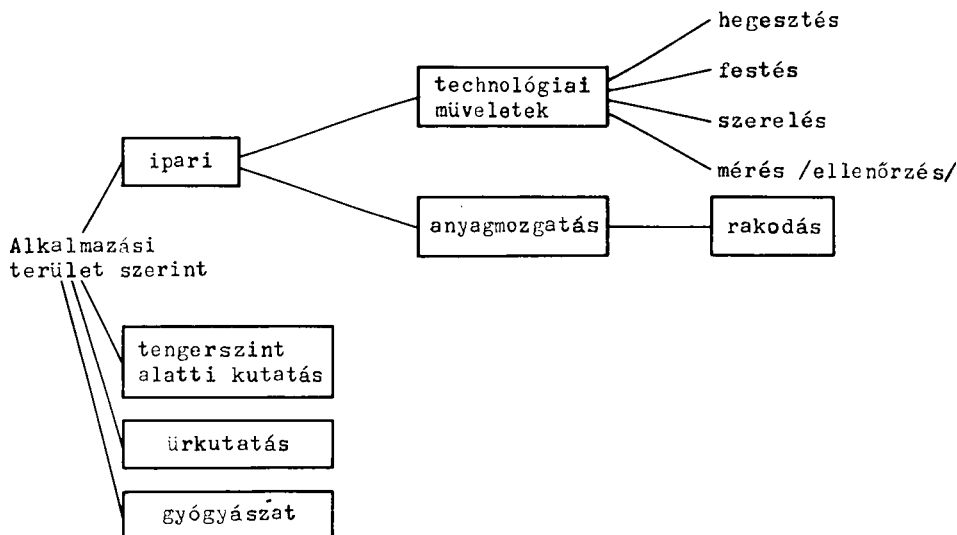 hegesztés
technológiai
müveletek
festés
szerelés
mérés /ellenőrzés/
ipari
anyagmozgatás
rakodás
Alkalmazási
terület szerint
tengerszint
alatti kutatás
ürkutatás
gyógyászat